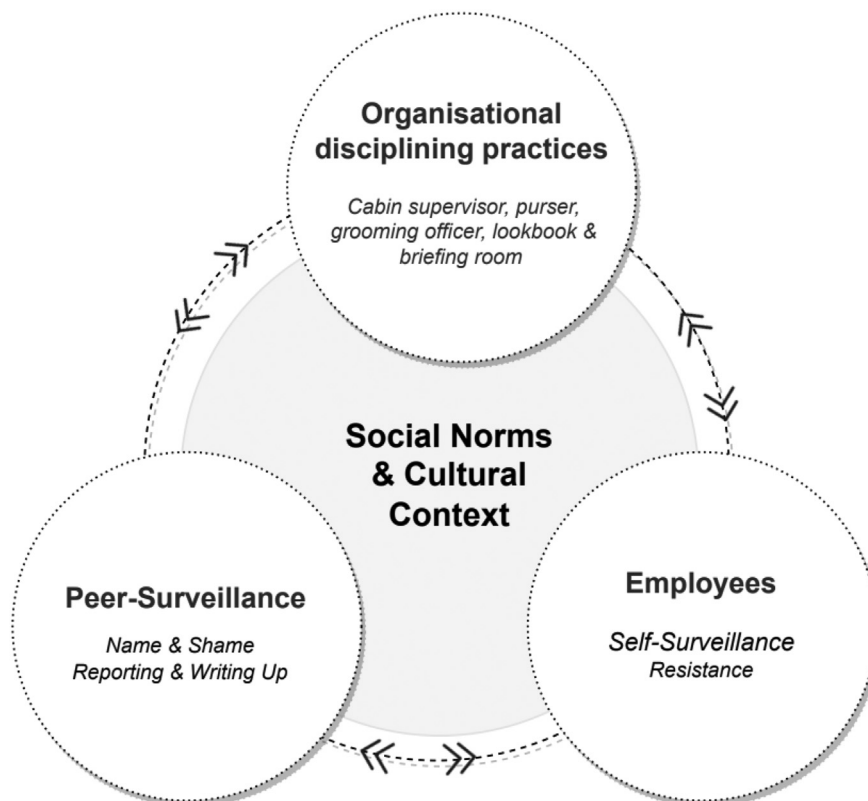 Organisational
disciplining practices
Cabin supervisor, purser,
grooming officer, lookbook &
briefing room
Social Norms
& Cultural
Context
Peer-Surveillance
Name & Shame
Reporting & Writing Up
Employees
Self-Surveillance
Resistance